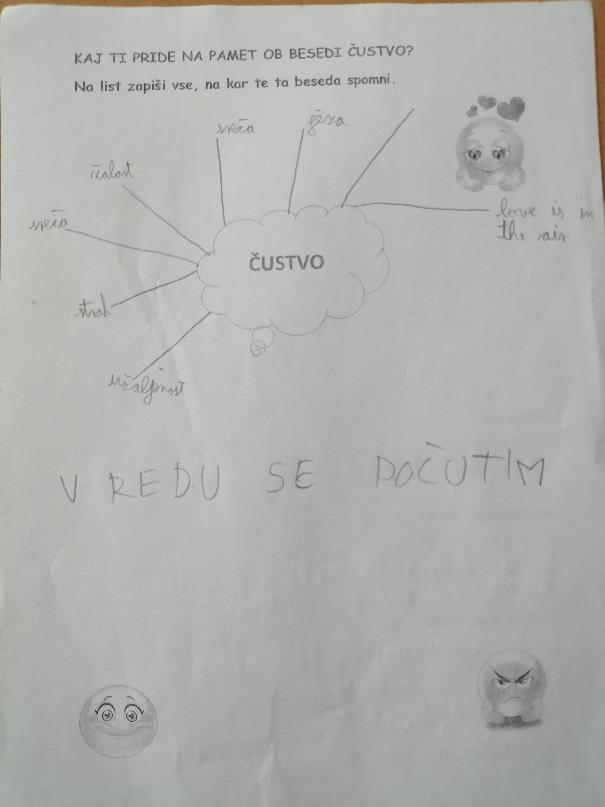 KAJ TI PRIDE NA PAMET OB BESEDI ČUSTVO?
Na list zapiši vse, na kar te ta beseda spomni.
sreča
jeza
žalost
sreča
love is in
the air
ČUSTVO
strah
užaljenost
V REDU SE POČUTIM